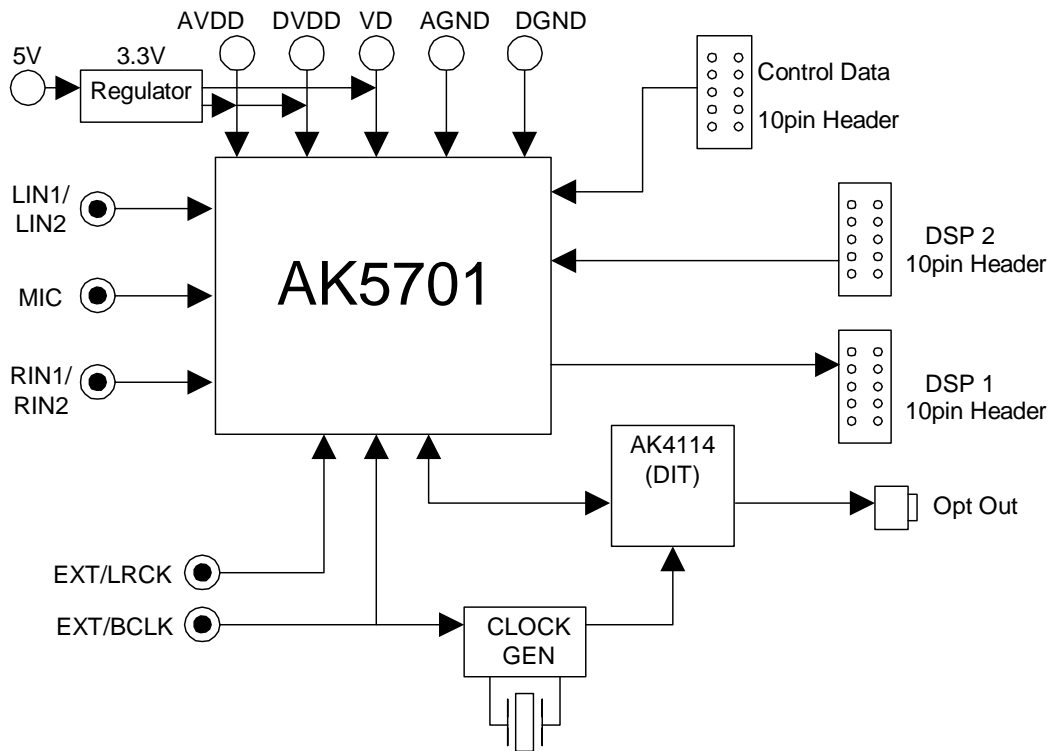 AVDD DVDD VD AGND DGND
5V
3.3V
Regulator
Control Data
10pin Header
LIN1/
LIN2
AK5701
DSP 2
10pin Header
MIC
RIN1/
RIN2
DSP 1
10pin Header
AK4114
(DIT)
Opt Out
EXT/LRCK
EXT/BCLK
CLOCK
GEN